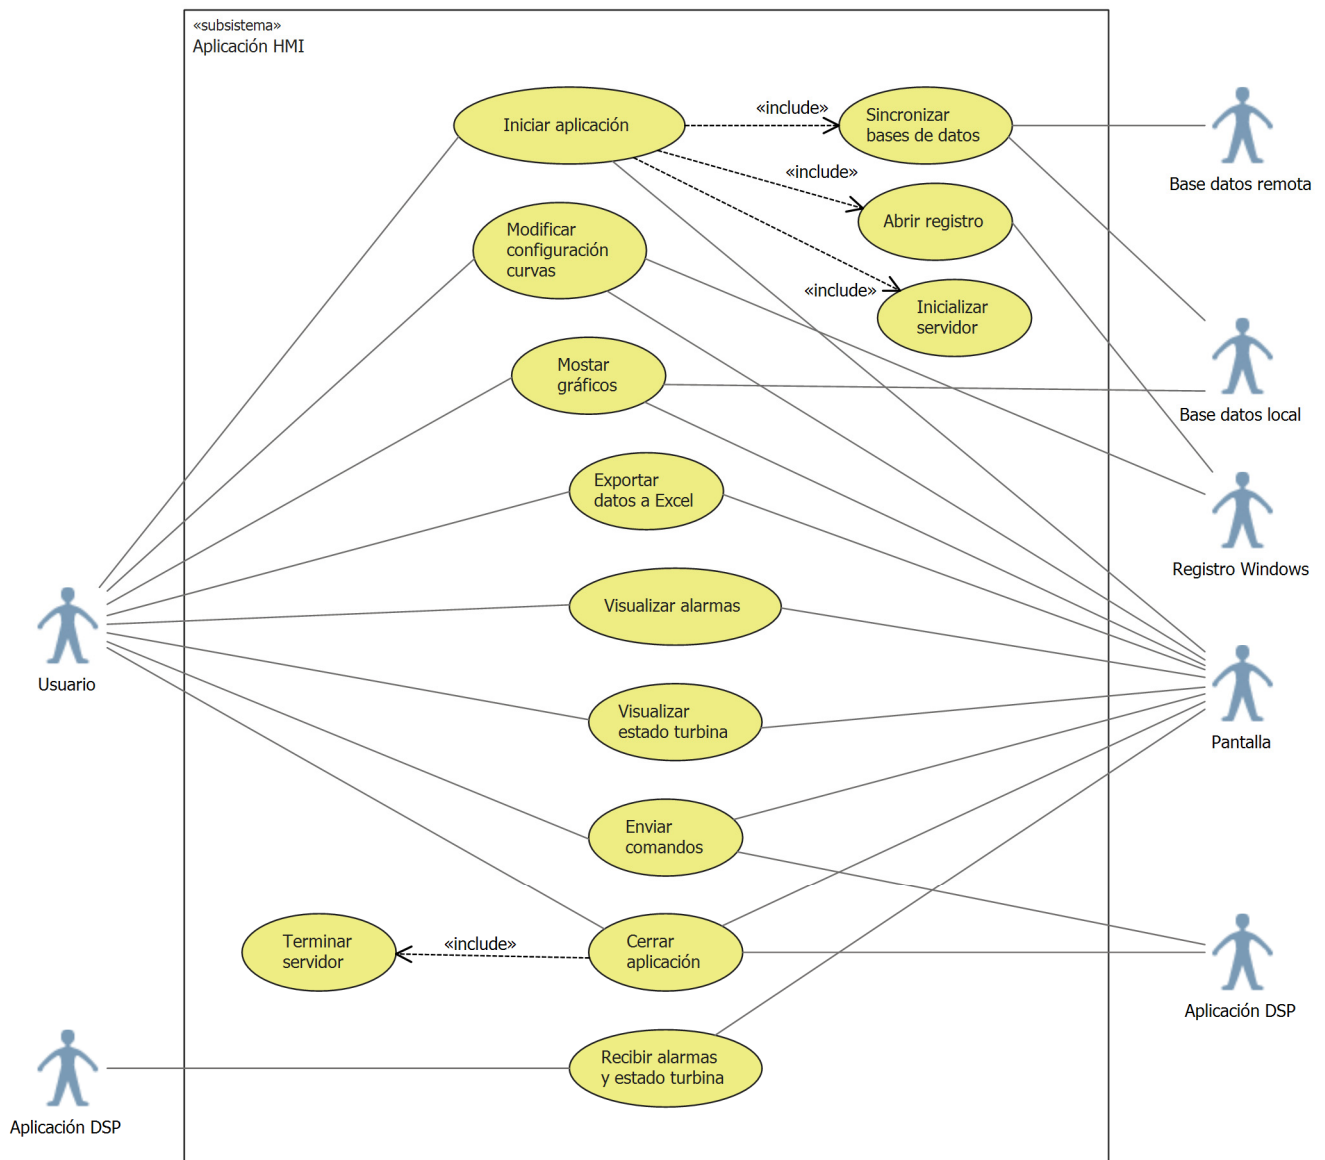 «subsistema»
Aplicación HMI
Iniciar aplicación
«include»
Sincronizar
bases de datos
Base datos remota
«include»
Abrir registro
Modificar
configuración
curvas
«include»
Inicializar
servidor
Mostar
gráficos
Base datos local
Exportar
datos a Excel
Registro Windows
Visualizar alarmas
Usuario
Visualizar
estado turbina
Pantalla
Enviar
comandos
Terminar
servidor
«include»
Cerrar
aplicación
Aplicación DSP
Recibir alarmas
y estado turbina
Aplicación DSP